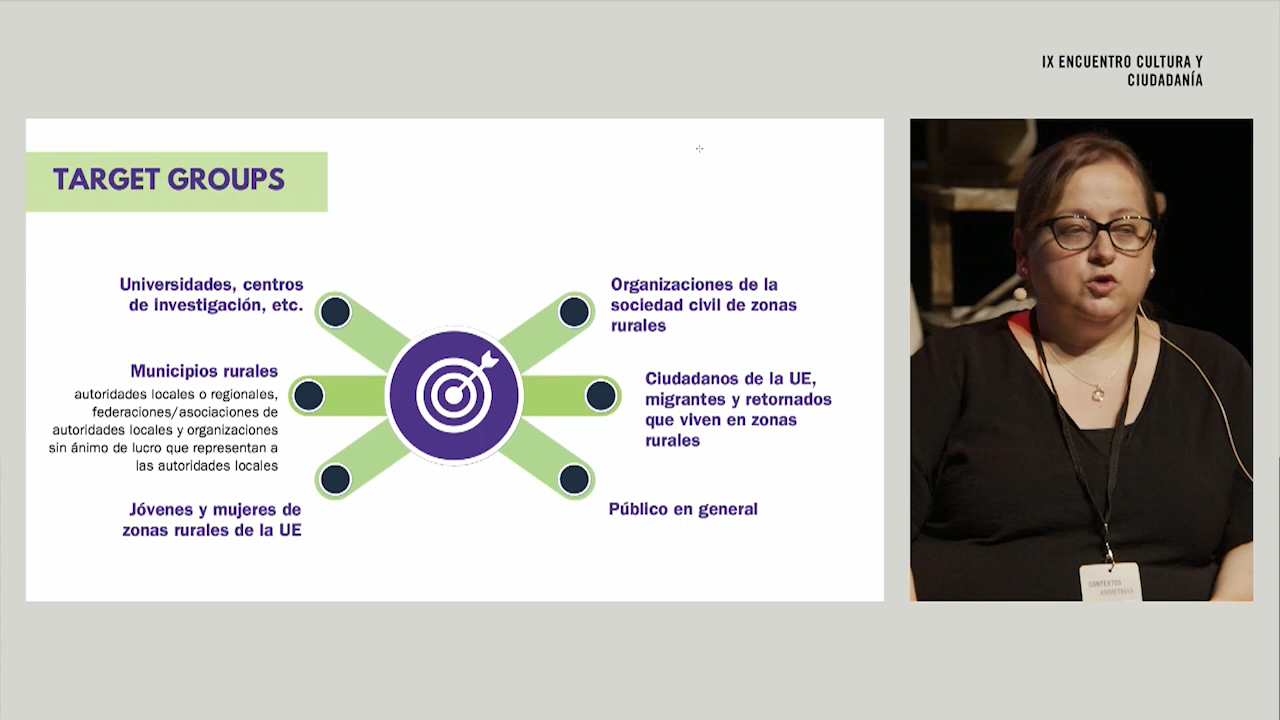 IX ENCUENTRO CULTURA Y
CIUDADANÍA
TARGET GROUPS
Universidades, centros
de investigación, etc.
Municipios rurales
autoridades locales o regionales,
federaciones/asociaciones de
autoridades locales y organizaciones
sin ánimo de lucro que representan a
las autoridades locales
Jóvenes y mujeres de
zonas rurales de la UE
Organizaciones de la
sociedad civil de zonas
rurales
Ciudadanos de la UE,
migrantes y retornados
que viven en zonas
rurales
Público en general
CONTEXTOS